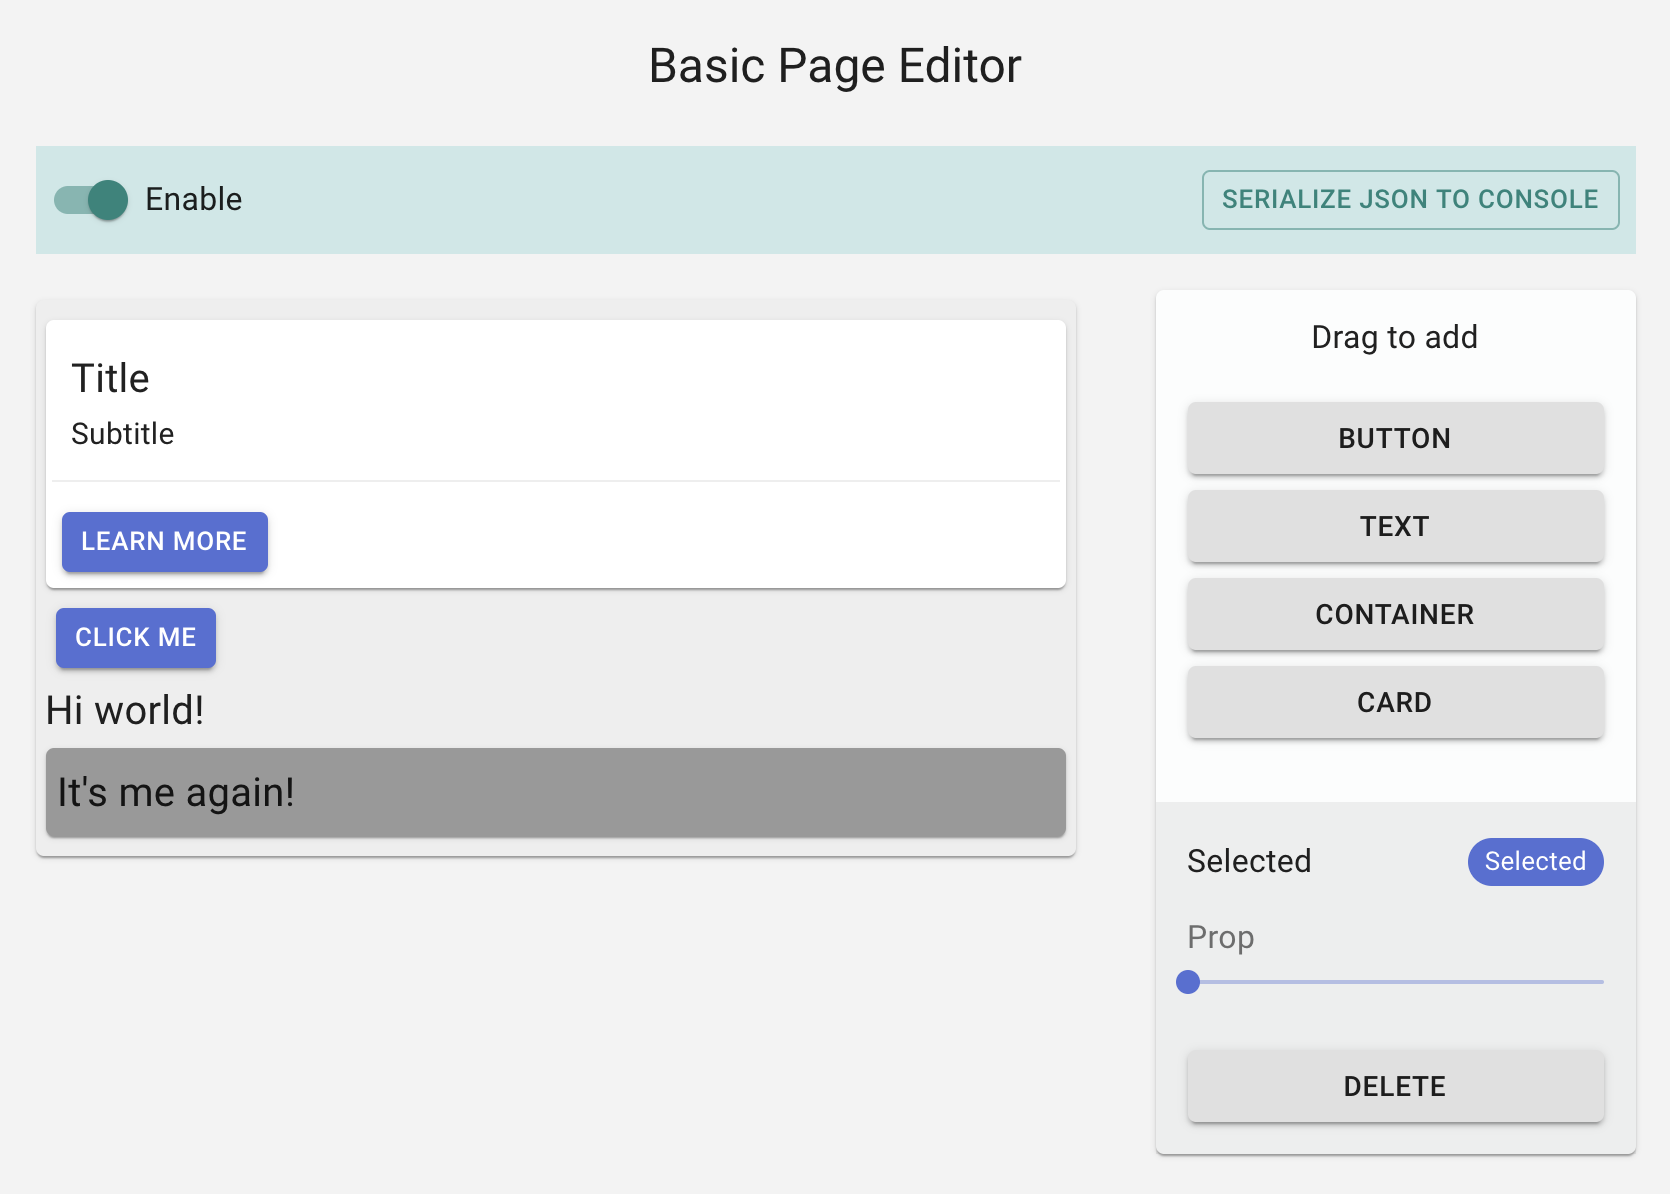 Basic Page Editor
Enable
SERIALIZE JSON TO CONSOLE
Title
Subtitle
LEARN MORE
CLICK ME
Hi world!
It's me again!
Drag to add
BUTTON
TEXT
CONTAINER
CARD
Selected
Selected
Prop
DELETE